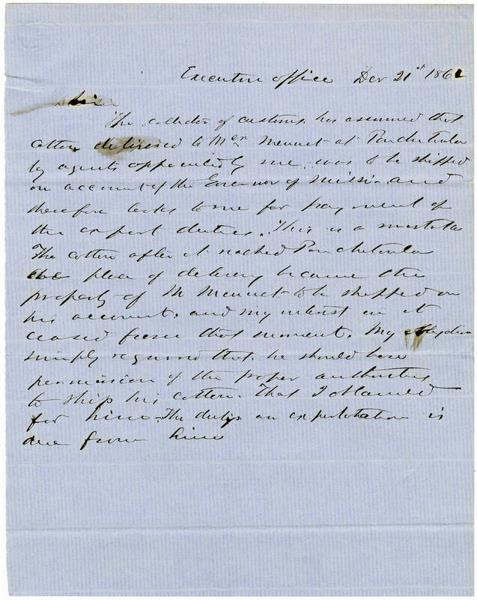 Executive office Dec 21st 1862
Sir
The collector of customs has assumed that
cotton delivered to Mr Mennet at Ponchatoula
by agents appointed by me was to be shipped
on account of the Governor of Missi and
therefore looks to me for payment of
the export duties. This is a mistake
The cotton after it reached Ponchatoula
the place of delivery became the
property of M Mennet to be shipped on
his account, and my interest in it
ceased from that moment. My
simply required that he should have
permission of the proper authorities
to ship his cotton. That I obtained
for him. The duty on exportation is
due from him